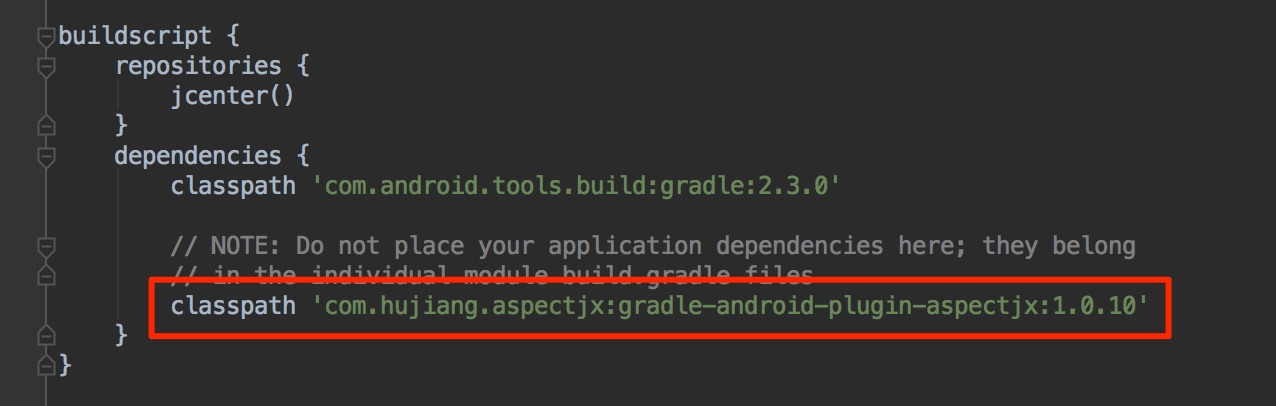 buildscript {
    repositories {
        jcenter()
    }
    dependencies {
        classpath 'com.android.tools.build:gradle:2.3.0'
        // NOTE: Do not place your application dependencies here; they belong
        // in the individual module build.gradle files
        classpath 'com.hujiang.aspectjx:gradle-android-plugin-aspectjx:1.0.10'
    }
}